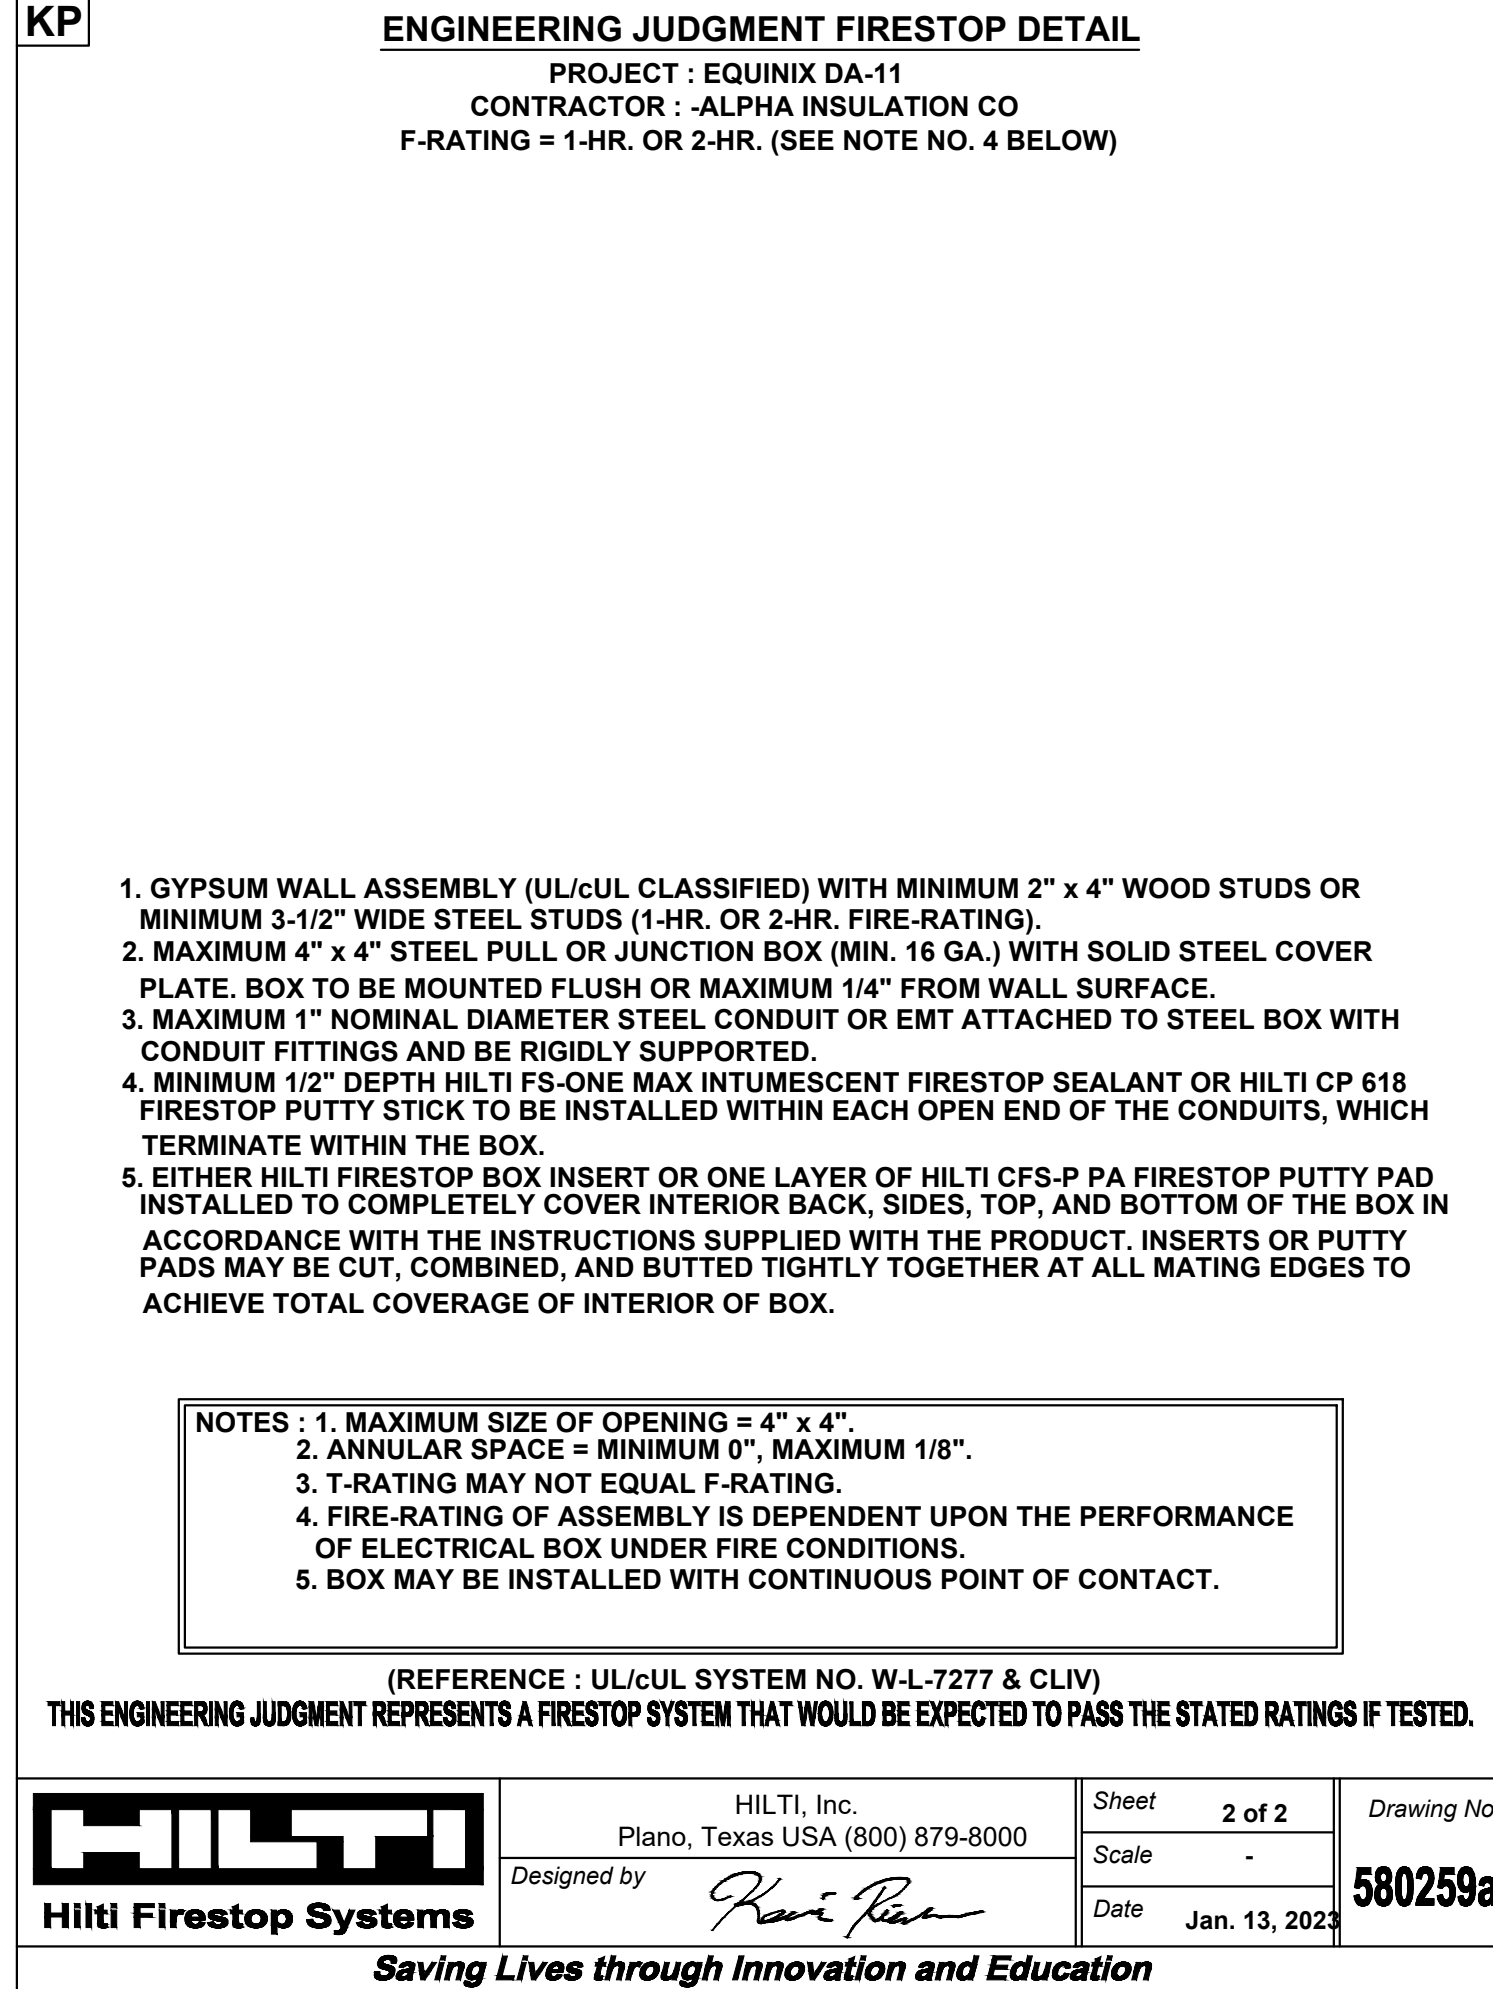 KP
ENGINEERING JUDGMENT FIRESTOP DETAIL
PROJECT : EQUINIX DA-11
CONTRACTOR : -ALPHA INSULATION CO
F-RATING = 1-HR. OR 2-HR. (SEE NOTE NO. 4 BELOW)
1. GYPSUM WALL ASSEMBLY (UL/cUL CLASSIFIED) WITH MINIMUM 2" x 4" WOOD STUDS OR
MINIMUM 3-1/2" WIDE STEEL STUDS (1-HR. OR 2-HR. FIRE-RATING).
2. MAXIMUM 4" x 4" STEEL PULL OR JUNCTION BOX (MIN. 16 GA.) WITH SOLID STEEL COVER
PLATE. BOX TO BE MOUNTED FLUSH OR MAXIMUM 1/4" FROM WALL SURFACE.
3. MAXIMUM 1" NOMINAL DIAMETER STEEL CONDUIT OR EMT ATTACHED TO STEEL BOX WITH
CONDUIT FITTINGS AND BE RIGIDLY SUPPORTED.
4. MINIMUM 1/2" DEPTH HILTI FS-ONE MAX INTUMESCENT FIRESTOP SEALANT OR HILTI CP 618
FIRESTOP PUTTY STICK TO BE INSTALLED WITHIN EACH OPEN END OF THE CONDUITS, WHICH
TERMINATE WITHIN THE BOX.
5. EITHER HILTI FIRESTOP BOX INSERT OR ONE LAYER OF HILTI CFS-P PA FIRESTOP PUTTY PAD
INSTALLED TO COMPLETELY COVER INTERIOR BACK, SIDES, TOP, AND BOTTOM OF THE BOX IN
ACCORDANCE WITH THE INSTRUCTIONS SUPPLIED WITH THE PRODUCT. INSERTS OR PUTTY
PADS MAY BE CUT, COMBINED, AND BUTTED TIGHTLY TOGETHER AT ALL MATING EDGES TO
ACHIEVE TOTAL COVERAGE OF INTERIOR OF BOX.
NOTES : 1. MAXIMUM SIZE OF OPENING = 4" x 4".
2. ANNULAR SPACE = MINIMUM 0", MAXIMUM 1/8".
3. T-RATING MAY NOT EQUAL F-RATING.
4. FIRE-RATING OF ASSEMBLY IS DEPENDENT UPON THE PERFORMANCE
OF ELECTRICAL BOX UNDER FIRE CONDITIONS.
5. BOX MAY BE INSTALLED WITH CONTINUOUS POINT OF CONTACT.
(REFERENCE : UL/cUL SYSTEM NO. W-L-7277 & CLIV)
THIS ENGINEERING JUDGMENT REPRESENTS A FIRESTOP SYSTEM THAT WOULD BE EXPECTED TO PASS THE STATED RATINGS IF TESTED.
HILTI
Hilti Firestop Systems
HILTI, Inc.
Plano, Texas USA (800) 879-8000
Designed by
Sheet 2 of 2
Scale -
Date Jan. 13, 2023
Drawing No
580259a
Saving Lives through Innovation and Education